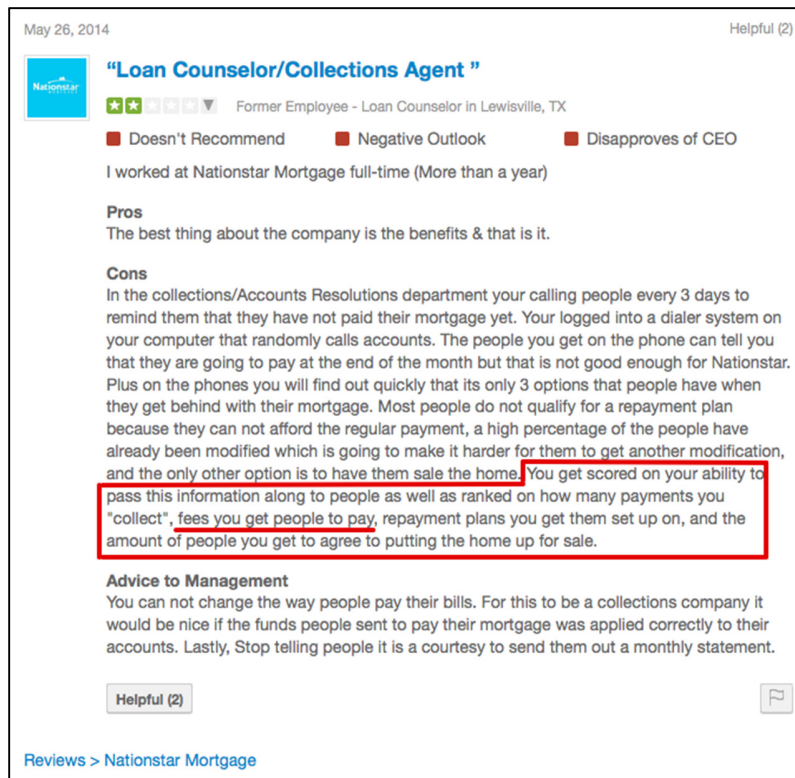 May 26, 2014
Helpful (2)
Nationstar
MORTGAGE
“Loan Counselor/Collections Agent ”
Former Employee - Loan Counselor in Lewisville, TX
Doesn't Recommend Negative Outlook Disapproves of CEO
I worked at Nationstar Mortgage full-time (More than a year)
Pros
The best thing about the company is the benefits & that is it.
Cons
In the collections/Accounts Resolutions department your calling people every 3 days to
remind them that they have not paid their mortgage yet. Your logged into a dialer system on
your computer that randomly calls accounts. The people you get on the phone can tell you
that they are going to pay at the end of the month but that is not good enough for Nationstar.
Plus on the phones you will find out quickly that its only 3 options that people have when
they get behind with their mortgage. Most people do not qualify for a repayment plan
because they can not afford the regular payment, a high percentage of the people have
already been modified which is going to make it harder for them to get another modification,
and the only other option is to have them sale the home. You get scored on your ability to
pass this information along to people as well as ranked on how many payments you
"collect", fees you get people to pay, repayment plans you get them set up on, and the
amount of people you get to agree to putting the home up for sale.
Advice to Management
You can not change the way people pay their bills. For this to be a collections company it
would be nice if the funds people sent to pay their mortgage was applied correctly to their
accounts. Lastly, Stop telling people it is a courtesy to send them out a monthly statement.
Helpful (2)
Reviews > Nationstar Mortgage